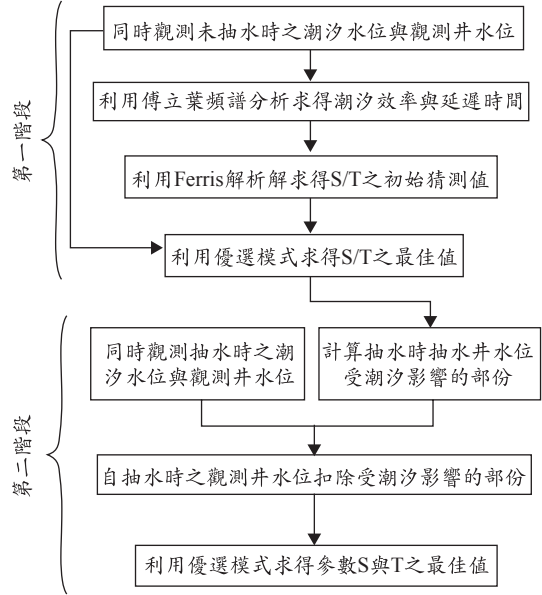 第一階段
同時觀測未抽水時之潮汐水位與觀測井水位
利用傅立葉頻譜分析求得潮汐效率與延遲時間
利用Ferris解析解求得S/T之初始猜測值
利用優選模式求得S/T之最佳值
第二階段
同時觀測抽水時之潮
汐水位與觀測井水位
計算抽水時抽水井水位
受潮汐影響的部份
自抽水時之觀測井水位扣除受潮汐影響的部份
利用優選模式求得參數S與T之最佳值